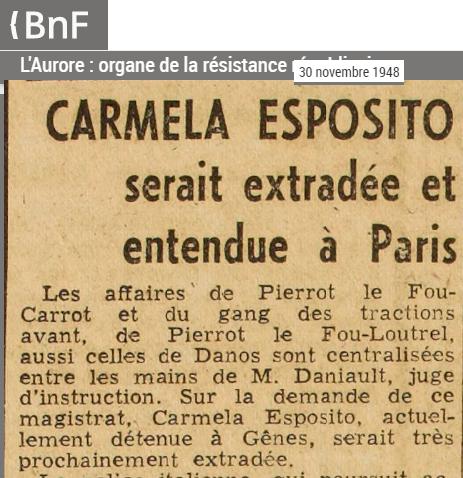 {BnF
L'Aurore : organe de la résistance
30 novembre 1948
CARMELA ESPOSITO
serait extradée et
entendue à Paris
Les affaires de Pierrot le Fou-
Carrot et du gang des tractions
avant, de Pierrot le Fou-Loutrel,
aussi celles de Danos sont centralisées
entre les mains de M. Daniault, juge
d'instruction. Sur la demande de ce
magistrat, Carmela Esposito, actuel-
lement détenue à Gênes, serait très
prochainement extradée.